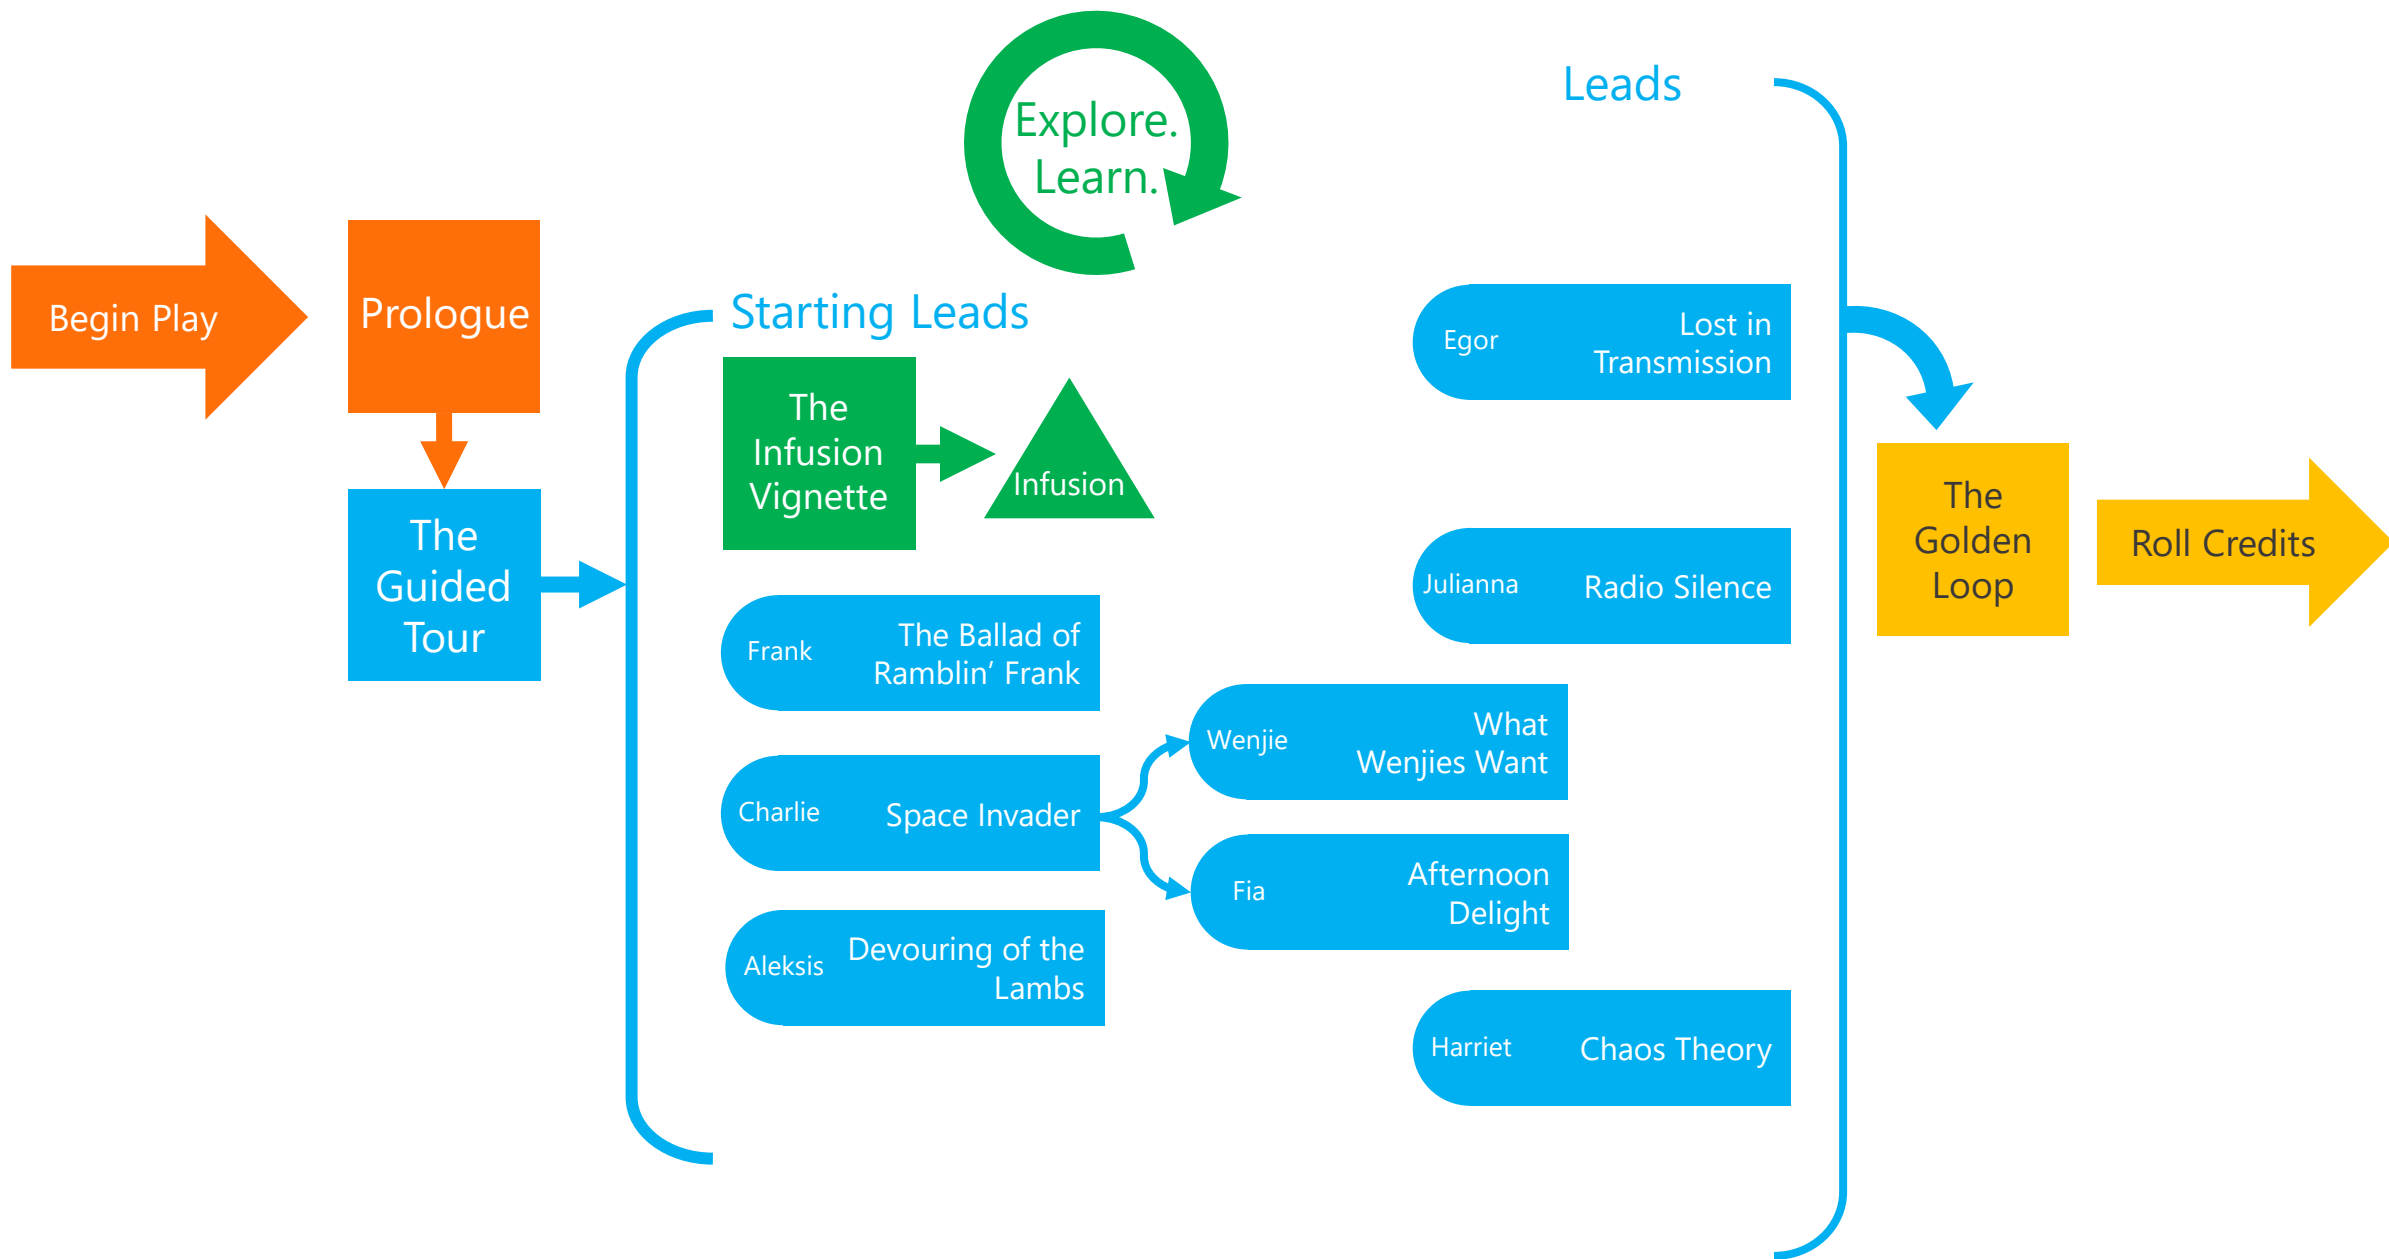 Explore.
Learn.
Leads
Begin Play
Prologue
Starting Leads
The
Infusion
Vignette
Infusion
Egor
Lost in
Transmission
The
Guided
Tour
The
Golden
Loop
Roll Credits
Julianna
Radio Silence
Frank
The Ballad of
Ramblin’ Frank
Wenjie
What
Wenjies Want
Charlie
Space Invader
Fia
Afternoon
Delight
Aleksis
Devouring of the
Lambs
Harriet
Chaos Theory